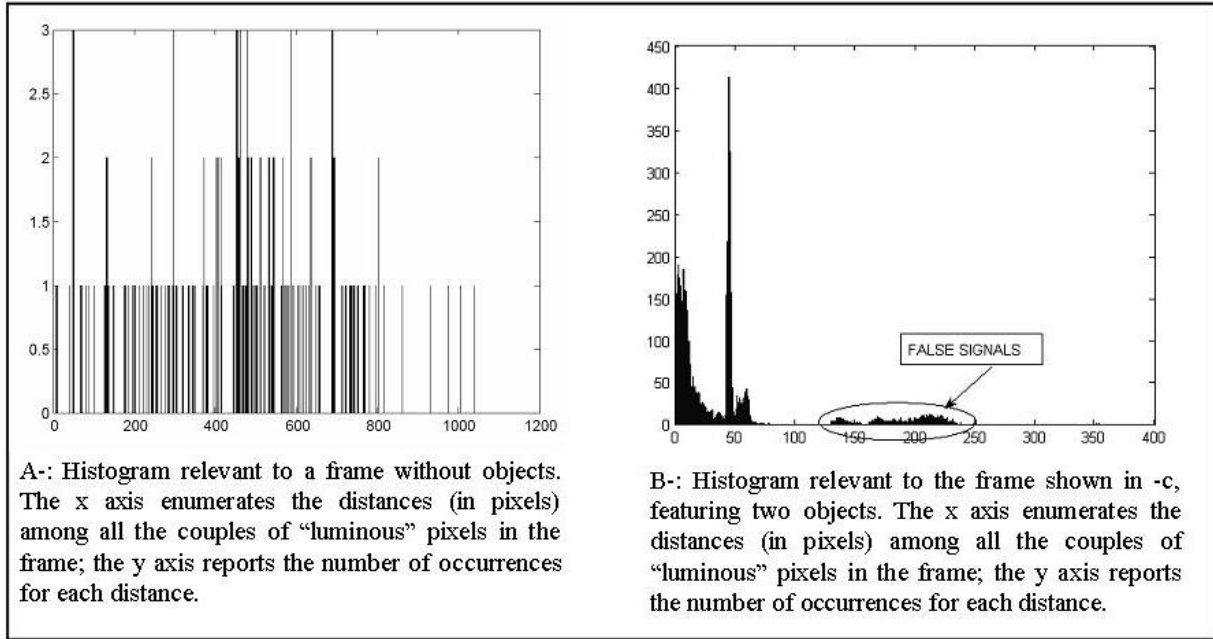 3
2.5
2
1.5
1
0.5
0
0 200 400 600 800 1000 1200
A-: Histogram relevant to a frame without objects.
The x axis enumerates the distances (in pixels)
among all the couples of “luminous” pixels in the
frame; the y axis reports the number of occurrences
for each distance.
450
400
350
300
250
200
150
100
50
0
FALSE SIGNALS
0 50 100 150 200 250 300 350 400
B-: Histogram relevant to the frame shown in -c,
featuring two objects. The x axis enumerates the
distances (in pixels) among all the couples of
“luminous” pixels in the frame; the y axis reports
the number of occurrences for each distance.